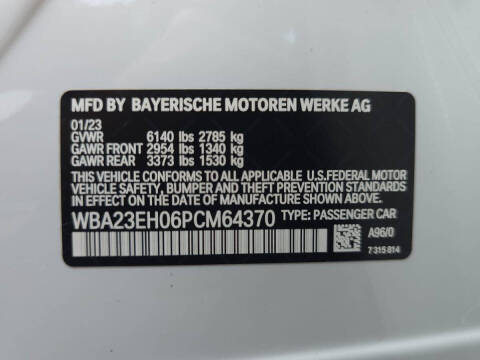 MFD BY BAYERISCHE MOTOREN WERKE AG
01/23
GVWR 6140 lbs 2785 kg
GAWR FRONT 2954 lbs 1340 kg
GAWR REAR 3373 lbs 1530 kg
THIS VEHICLE CONFORMS TO ALL APPLICABLE U.S.FEDERAL MOTOR
VEHICLE SAFETY, BUMPER AND THEFT PREVENTION STANDARDS IN
EFFECT ON THE DATE OF MANUFACTURE SHOWN ABOVE.
WBA23EH06PCM64370 TYPE: PASSENGER CAR
A96/0
7 315 814